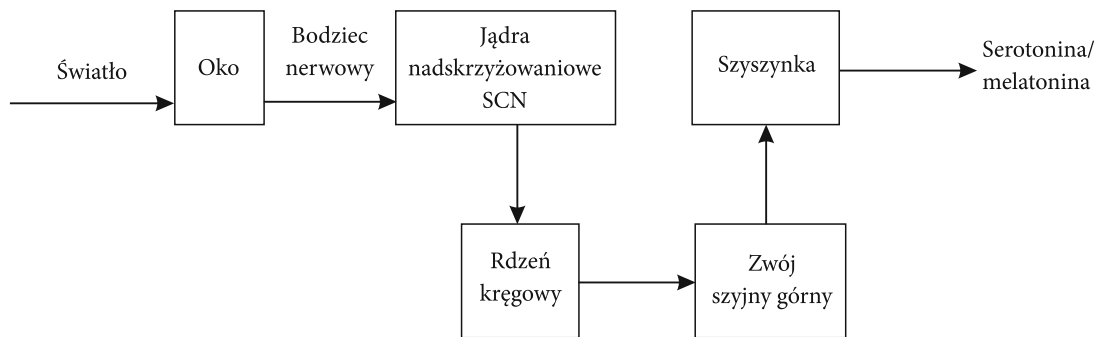 Światło
Oko
Bodziec
nerwowy
Jądra
nadskrzyżowaniowe
SCN
Rdzeń
kręgowy
Zwój
szyjny górny
Szyszynka
Serotonina/
melatonina